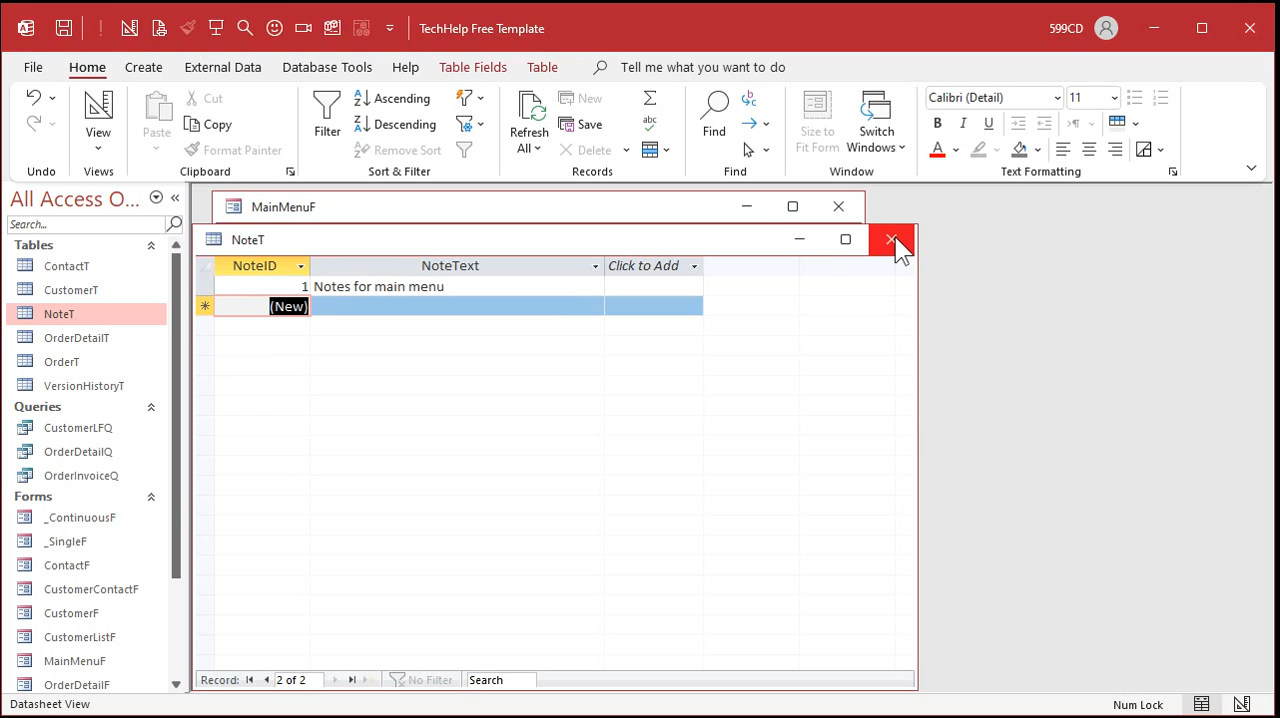 TechHelp Free Template
599CD
File Home Create External Data Database Tools Help Table Fields Table Tell me what you want to do
View
Paste
Cut
Copy
Format Painter
Filter
Ascending
Descending
Remove Sort
Refresh All
New
Save
Delete
Find
Size to Fit Form
Switch Windows
Calibri (Detail) 11
B I U
Undo Views Clipboard Sort & Filter Records Find Window Text Formatting
All Access O...
Search...
Tables
ContactT
CustomerT
NoteT
OrderDetailT
OrderT
VersionHistoryT
Queries
CustomerLFQ
OrderDetailQ
OrderInvoiceQ
Forms
_ContinuousF
_SingleF
ContactF
CustomerContactF
CustomerF
CustomerListF
MainMenuF
OrderDetailF
MainMenuF
NoteT
NoteID NoteText Click to Add
1 Notes for main menu
(New)
Record: 2 of 2 No Filter Search
Datasheet View Num Lock